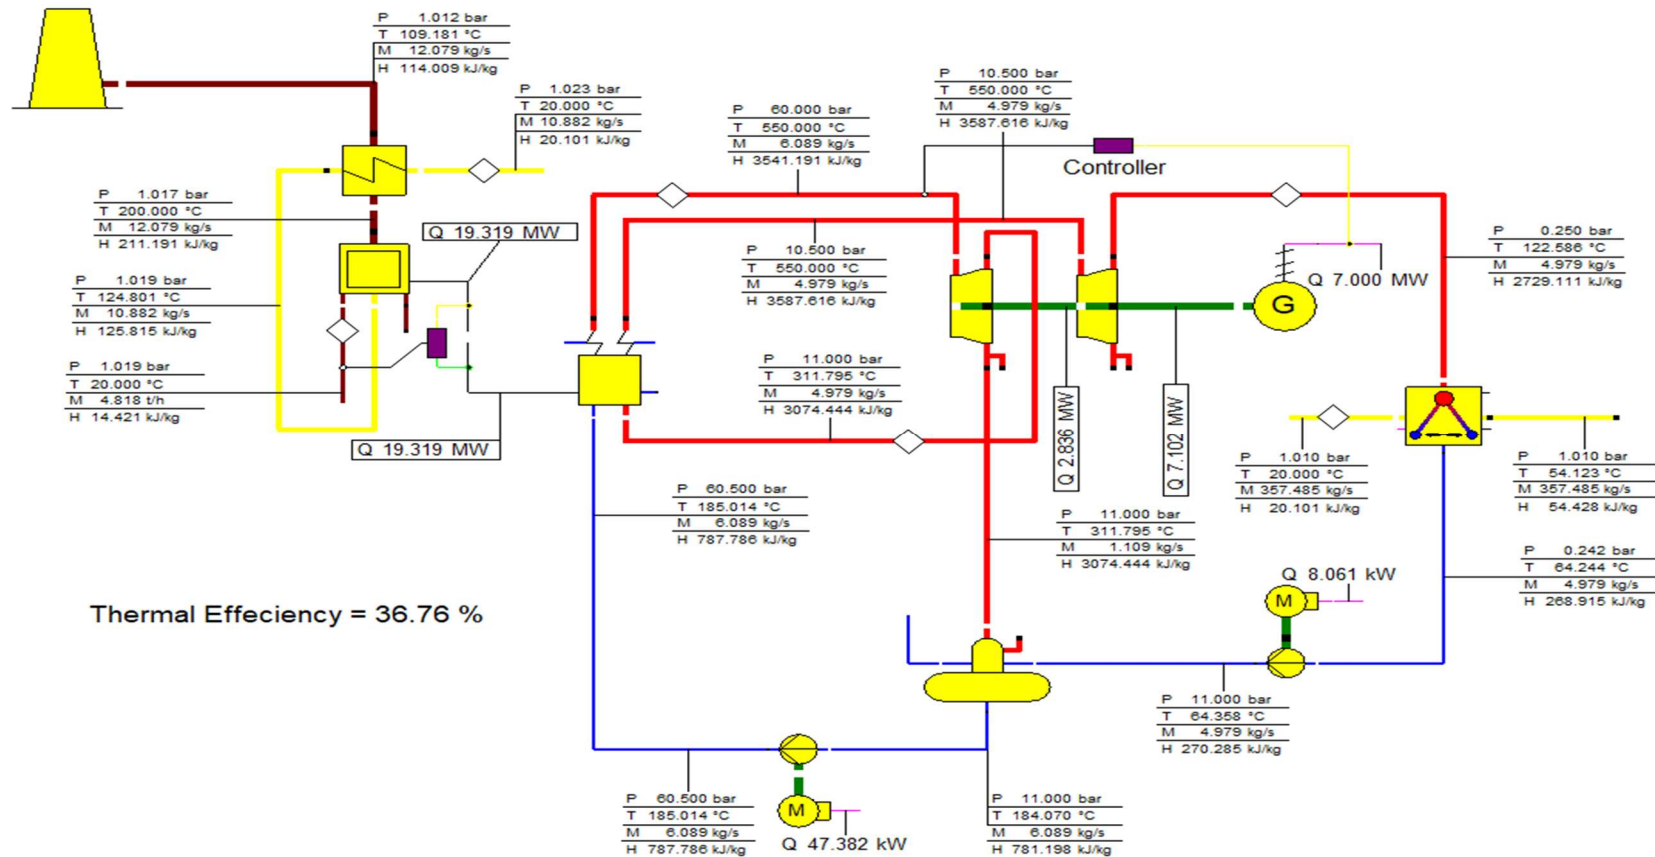 P 1.012 bar
T 109.181 °C
M 12.079 kg/s
H 114.009 kJ/kg
P 1.023 bar
T 20.000 °C
M 10.882 kg/s
H 20.101 kJ/kg
P 60.000 bar
T 550.000 °C
M 6.089 kg/s
H 3541.191 kJ/kg
P 10.500 bar
T 550.000 °C
M 4.979 kg/s
H 3587.616 kJ/kg
Controller
P 1.017 bar
T 200.000 °C
M 12.079 kg/s
H 211.191 kJ/kg
Q 19.319 MW
P 10.500 bar
T 550.000 °C
M 4.979 kg/s
H 3587.616 kJ/kg
P 0.250 bar
T 122.586 °C
M 4.979 kg/s
H 2729.111 kJ/kg
Q 7.000 MW
G
P 1.019 bar
T 124.801 °C
M 10.882 kg/s
H 125.815 kJ/kg
P 1.019 bar
T 20.000 °C
M 4.818 t/h
H 14.421 kJ/kg
P 11.000 bar
T 311.795 °C
M 4.979 kg/s
H 3074.444 kJ/kg
Q 19.319 MW
Q 2.836 MW
Q 7.102 MW
P 1.010 bar
T 20.000 °C
M 357.485 kg/s
H 20.101 kJ/kg
P 1.010 bar
T 54.123 °C
M 357.485 kg/s
H 54.428 kJ/kg
P 60.500 bar
T 185.014 °C
M 6.089 kg/s
H 787.786 kJ/kg
P 11.000 bar
T 311.795 °C
M 1.109 kg/s
H 3074.444 kJ/kg
P 0.242 bar
T 64.244 °C
M 4.979 kg/s
H 268.915 kJ/kg
Q 8.061 kW
M
Thermal Effeciency = 36.76 %
P 11.000 bar
T 64.358 °C
M 4.979 kg/s
H 270.285 kJ/kg
P 60.500 bar
T 185.014 °C
M 6.089 kg/s
H 787.786 kJ/kg
M
Q 47.382 kW
P 11.000 bar
T 184.070 °C
M 6.089 kg/s
H 781.198 kJ/kg